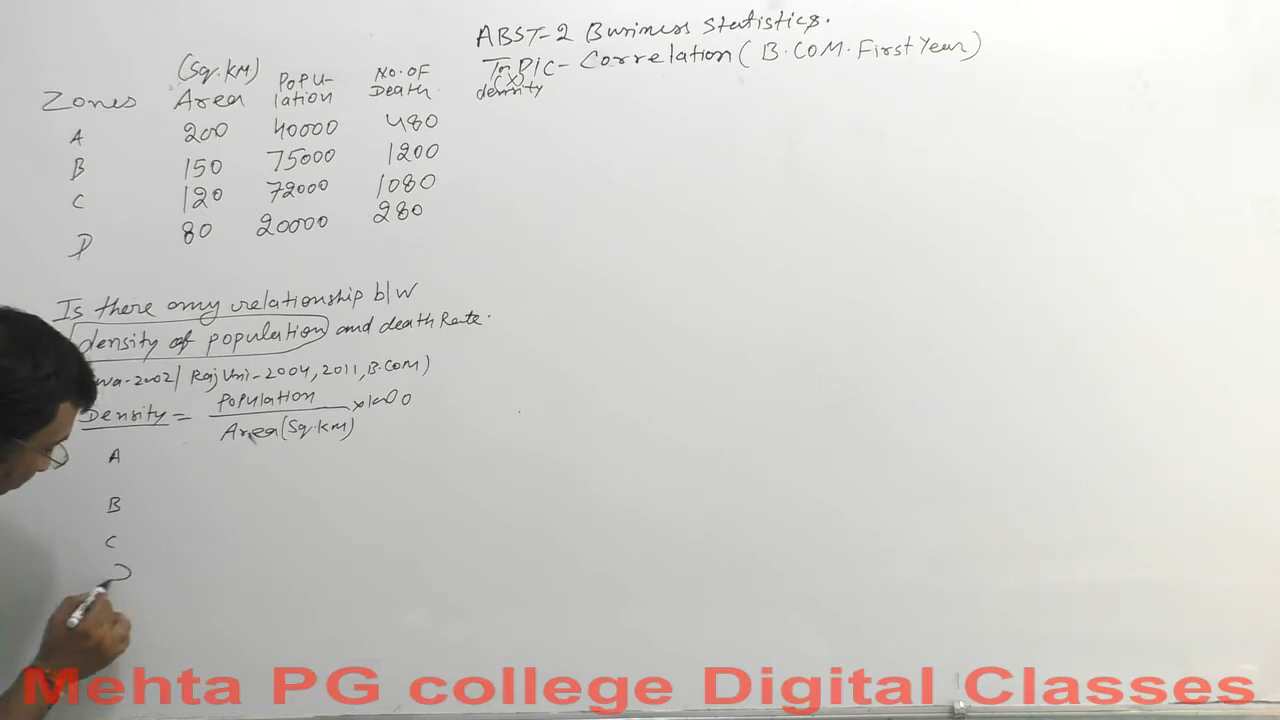 ABST-2 Business Statistics.
Topic- Correlation ( B.COM. First Year)
(Sq.KM) Popu- No. of (X)
Zones Area lation Death density
A 200 40000 480
B 150 75000 1200
C 120 72000 1080
D 80 20000 280
Is there any relationship b/w
density of population and death Rate.
2002/ Raj Uni-2004, 2011, B.COM)
Density = Population / Area (Sq.KM) ×1000
A
B
C
Mehta PG college Digital Classes